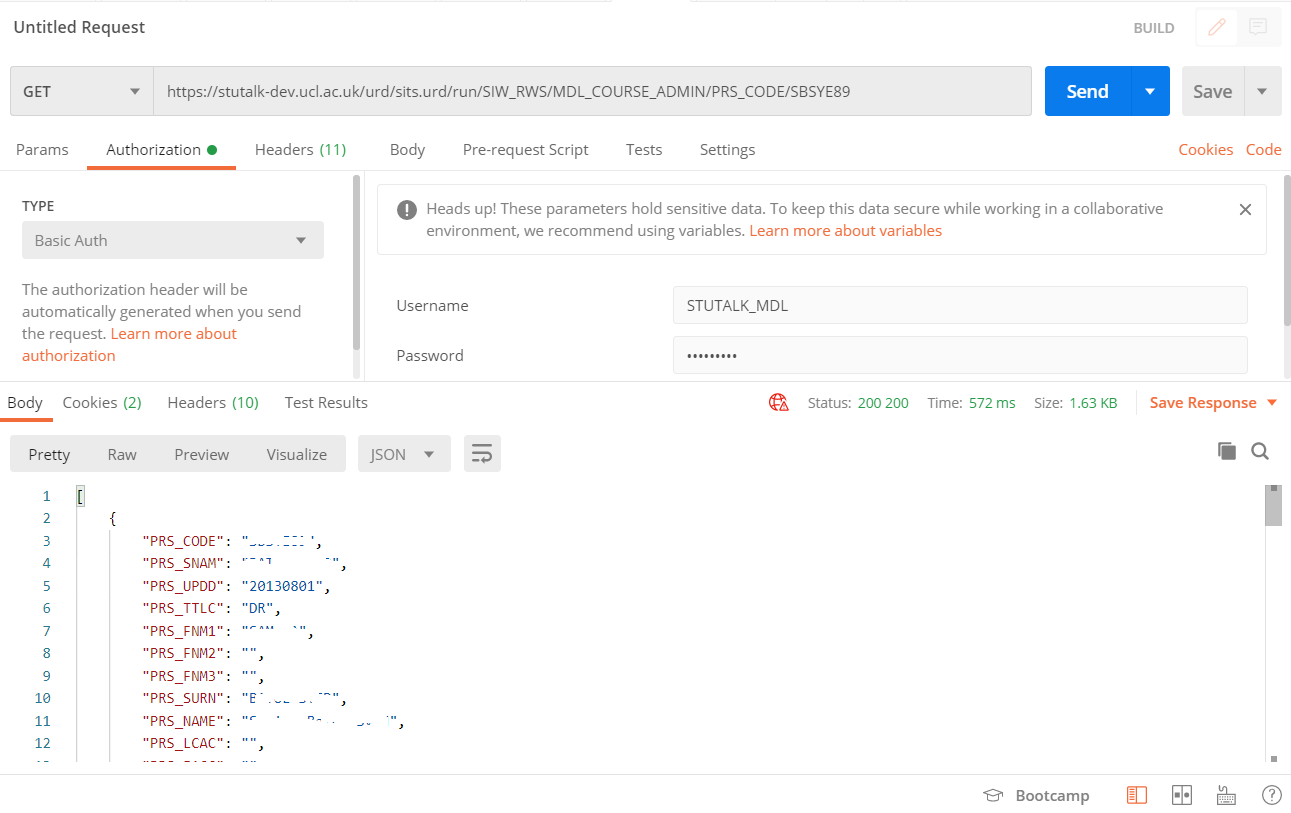 Untitled Request
BUILD
GET
https://stutalk-dev.ucl.ac.uk/urd/sits.urd/run/SIW_RWS/MDL_COURSE_ADMIN/PRS_CODE/SBSYE89
Send
Save
Params Authorization Headers (11) Body Pre-request Script Tests Settings Cookies Code
TYPE
Basic Auth
The authorization header will be
automatically generated when you send
the request. Learn more about
authorization
Heads up! These parameters hold sensitive data. To keep this data secure while working in a collaborative
environment, we recommend using variables. Learn more about variables
Username STUTALK_MDL
Password •••••••••
Body Cookies (2) Headers (10) Test Results Status: 200 200 Time: 572 ms Size: 1.63 KB Save Response
Pretty Raw Preview Visualize JSON
1 [
2 {
3 "PRS_CODE":
4 "PRS_SNAM":
5 "PRS_UPDD": "20130801",
6 "PRS_TTLC": "DR",
7 "PRS_FNM1":
8 "PRS_FNM2": "",
9 "PRS_FNM3": "",
10 "PRS_SURN":
11 "PRS_NAME":
12 "PRS_LCAC": "",
Bootcamp